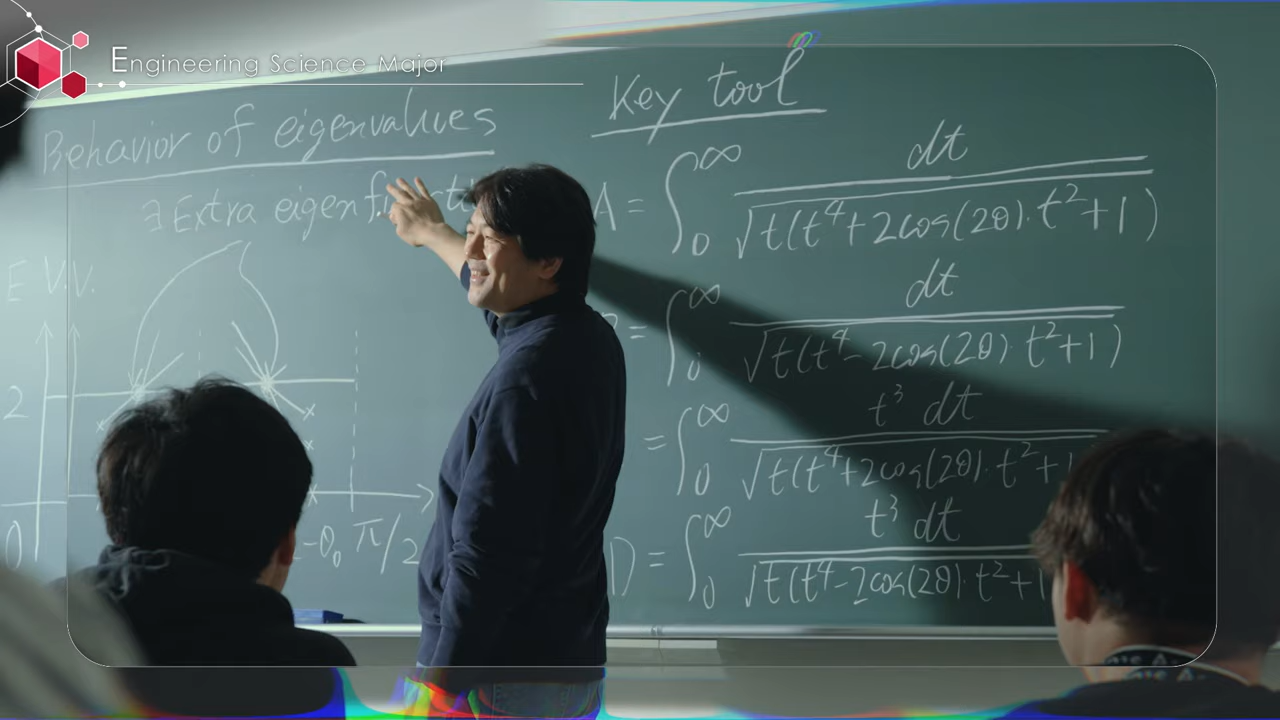 Engineering Science Major
Behavior of eigenvalues
∃ Extra eigenf
E V.V.
2
0
-θ₀ π/2
Key tool
A = ∫₀^∞ dt / √t(t⁴+2cos(2θ)·t²+1)
= ∫₀^∞ dt / √t(t⁴-2cos(2θ)·t²+1)
= ∫₀^∞ t³ dt / √t(t⁴+2cos(2θ)·t²+1
D = ∫₀^∞ t³ dt / √t(t⁴-2cos(2θ)·t²+1